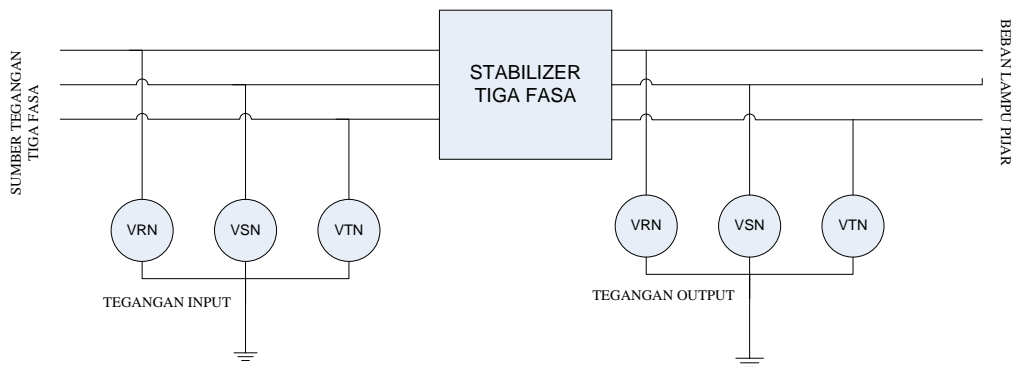 SUMBER TEGANGAN
TIGA FASA
STABILIZER
TIGA FASA
BEBAN LAMPU PIJAR
VRN
VSN
VTN
VRN
VSN
VTN
TEGANGAN INPUT
TEGANGAN OUTPUT